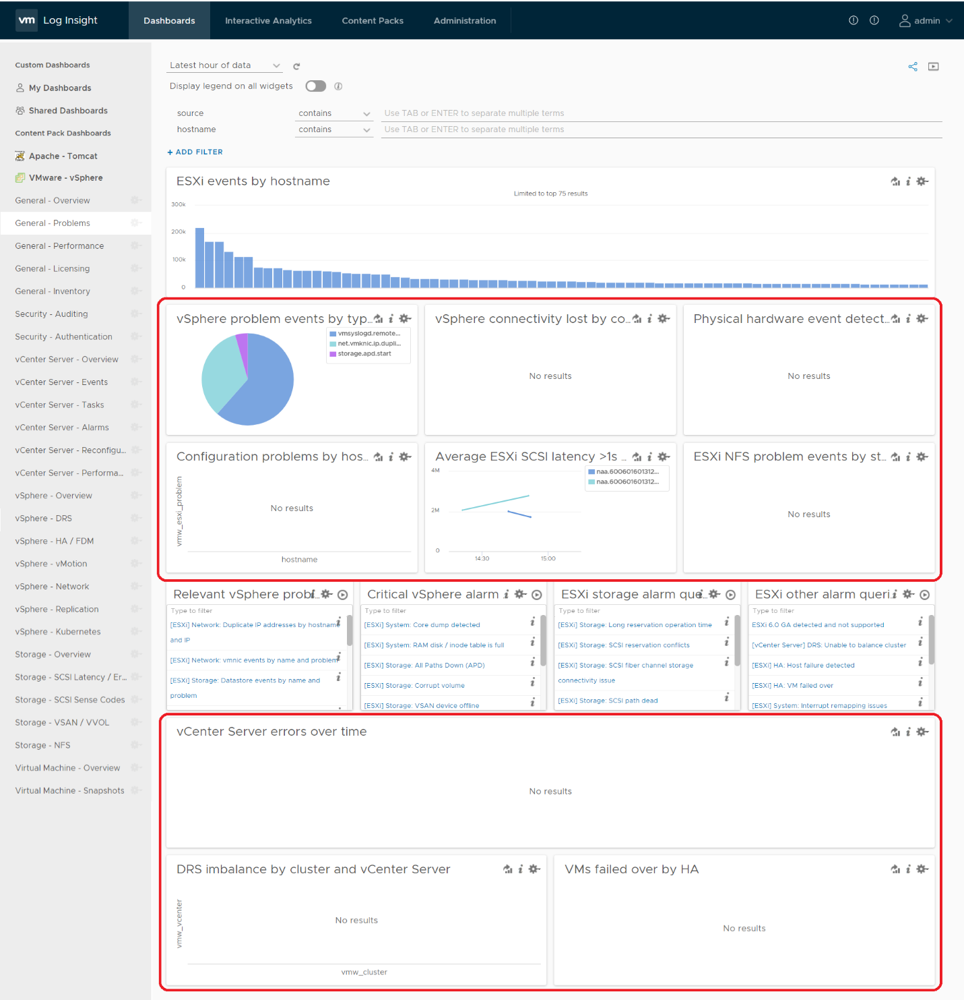 vm Log Insight
Dashboards
Interactive Analytics
Content Packs
Administration
admin
Custom Dashboards
My Dashboards
Shared Dashboards
Content Pack Dashboards
Apache - Tomcat
VMware - vSphere
General - Overview
General - Problems
General - Performance
General - Licensing
General - Inventory
Security - Auditing
Security - Authentication
vCenter Server - Overview
vCenter Server - Events
vCenter Server - Tasks
vCenter Server - Alarms
vCenter Server - Reconfigu...
vCenter Server - Performa...
vSphere - Overview
vSphere - DRS
vSphere - HA / FDM
vSphere - vMotion
vSphere - Network
vSphere - Replication
vSphere - Kubernetes
Storage - Overview
Storage - SCSI Latency / Er...
Storage - SCSI Sense Codes
Storage - VSAN / VVOL
Storage - NFS
Virtual Machine - Overview
Virtual Machine - Snapshots
Latest hour of data
Display legend on all widgets
source contains Use TAB or ENTER to separate multiple terms
hostname contains Use TAB or ENTER to separate multiple terms
+ ADD FILTER
ESXi events by hostname
Limited to top 75 results
300k
200k
100k
0
vSphere problem events by typ...
vmsyslogd.remote...
net.vmknic.ip.dupli...
storage.apd.start
vSphere connectivity lost by co...
No results
Physical hardware event detect...
No results
Configuration problems by hos...
vmw_esxi_problem
No results
hostname
Average ESXi SCSI latency >1s ...
4M
2M
0
14:30
15:00
naa.600601601312...
naa.600601601312...
ESXi NFS problem events by st...
No results
Relevant vSphere prob...
Type to filter
[ESXi] Network: Duplicate IP addresses by hostname
and IP
[ESXi] Network: vmnic events by name and problem
[ESXi] Storage: Datastore events by name and
problem
Critical vSphere alarm
Type to filter
[ESXi] System: Core dump detected
[ESXi] System: RAM disk / inode table is full
[ESXi] Storage: All Paths Down (APD)
[ESXi] Storage: Corrupt volume
[ESXi] Storage: VSAN device offline
ESXi storage alarm que...
Type to filter
[ESXi] Storage: Long reservation operation time
[ESXi] Storage: SCSI reservation conflicts
[ESXi] Storage: SCSI fiber channel storage
connectivity issue
[ESXi] Storage: SCSI path dead
ESXi other alarm queri...
Type to filter
ESXi 6.0 GA detected and not supported
[vCenter Server] DRS: Unable to balance cluster
[ESXi] HA: Host failure detected
[ESXi] HA: VM failed over
[ESXi] System: Interrupt remapping issues
vCenter Server errors over time
No results
DRS imbalance by cluster and vCenter Server
vmw_vcenter
No results
vmw_cluster
VMs failed over by HA
No results